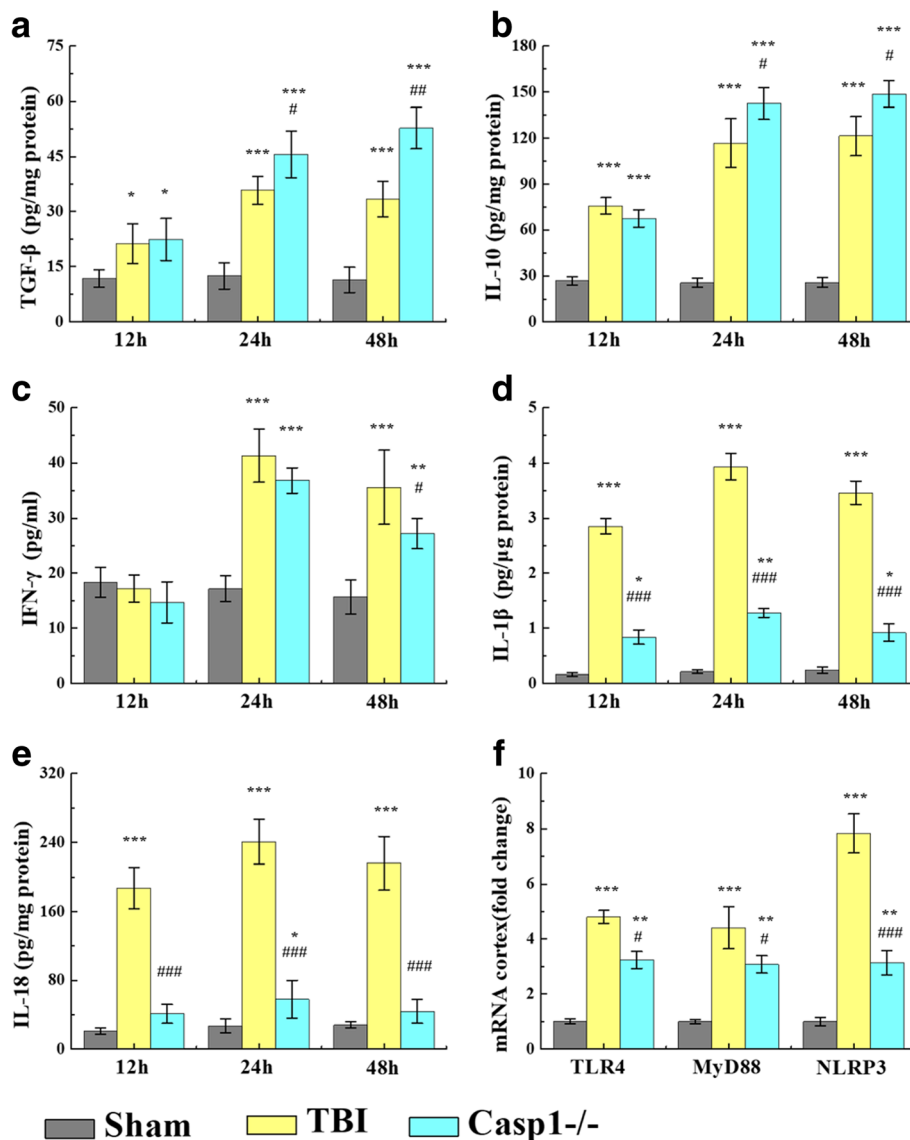 a
TGF-β (pg/mg protein)
75
60
45
30
15
0
* * *** *** # *** *** ##
12h 24h 48h
b
IL-10 (pg/mg protein)
180
150
120
90
60
30
0
*** *** *** *** # *** *** #
12h 24h 48h
c
IFN-γ (pg/ml)
50
40
30
20
10
0
*** *** *** ** #
12h 24h 48h
d
IL-1β (pg/μg protein)
5
4
3
2
1
0
*** * ### *** ** ### *** * ###
12h 24h 48h
e
IL-18 (pg/mg protein)
320
240
160
80
0
*** ### *** * ### *** ###
12h 24h 48h
f
mRNA cortex(fold change)
10
8
6
4
2
0
*** ** # *** ** # *** ** ###
TLR4 MyD88 NLRP3
Sham TBI Casp1-/-